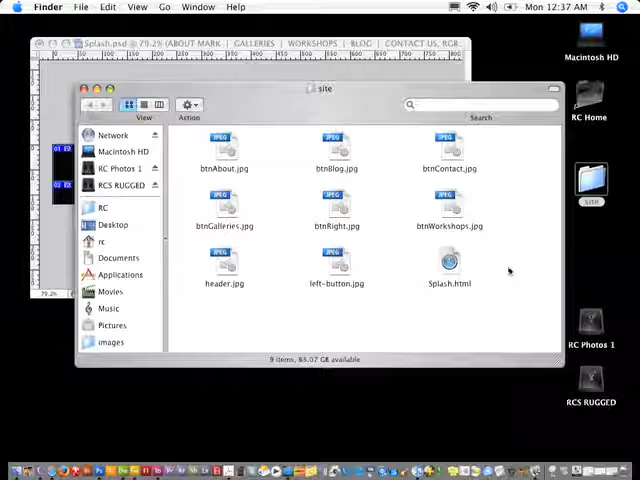 Finder File Edit View Go Window Help Mon 12:37 AM
Splash.psd @ 79.2% (ABOUT MARK | GALLERIES | WORKSHOPS | BLOG | CONTACT US, RGB
site
View Action Search
Network
Macintosh HD
RC Photos 1
RCS RUGGED
RC
Desktop
rc
Documents
Applications
Movies
Music
Pictures
images
btnAbout.jpg btnBlog.jpg btnContact.jpg
btnGalleries.jpg btnRight.jpg btnWorkshops.jpg
header.jpg left-button.jpg Splash.html
9 items, 85.07 GB available
79.2%
Macintosh HD
RC Home
site
RC Photos 1
RCS RUGGED